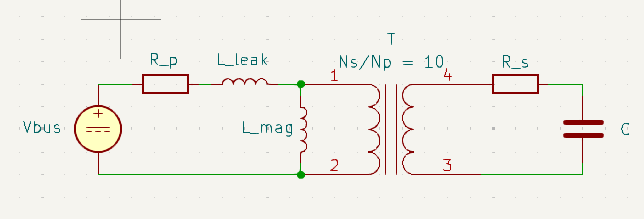 T
R_p
L_leak
Ns/Np = 10
R_s
1
4
Vbus
L_mag
C
2
3